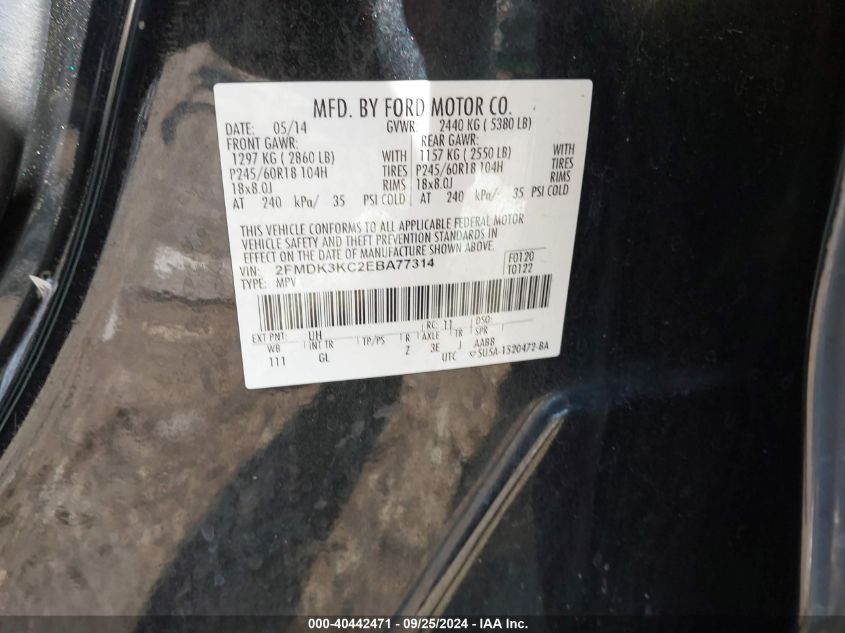 MFD. BY FORD MOTOR CO.
DATE: 05/14 GVWR: 2440 KG ( 5380 LB)
FRONT GAWR: REAR GAWR:
1297 KG ( 2860 LB) WITH 1157 KG ( 2550 LB) WITH
P245/60R18 104H TIRES P245/60R18 104H TIRES
18x8.0J RIMS 18x8.0J RIMS
AT 240 kPa/ 35 PSI COLD AT 240 kPa/ 35 PSI COLD
THIS VEHICLE CONFORMS TO ALL APPLICABLE FEDERAL MOTOR
VEHICLE SAFETY AND THEFT PREVENTION STANDARDS IN
EFFECT ON THE DATE OF MANUFACTURE SHOWN ABOVE.
VIN: 2FMDK3KC2EBA77314 F0120
TYPE: MPV T0122
EXT PNT: UH RC: 11 DSO:
WB INT TR TP/PS R AXLE TR SPR
111 GL Z 3E J AABB
UTC 5U5A-1520472-BA
000-40442471 - 09/25/2024 - IAA Inc.